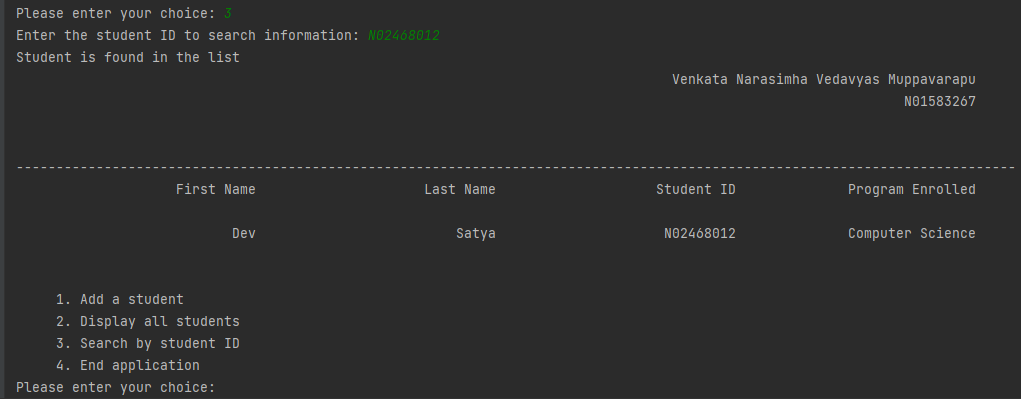 Please enter your choice: 3
Enter the student ID to search information: N02468012
Student is found in the list
Venkata Narasimha Vedavyas Muppavarapu
N01583267
-----------------------------------------------------------------------------------------------------------------------------
First Name Last Name Student ID Program Enrolled
Dev Satya N02468012 Computer Science
1. Add a student
2. Display all students
3. Search by student ID
4. End application
Please enter your choice: